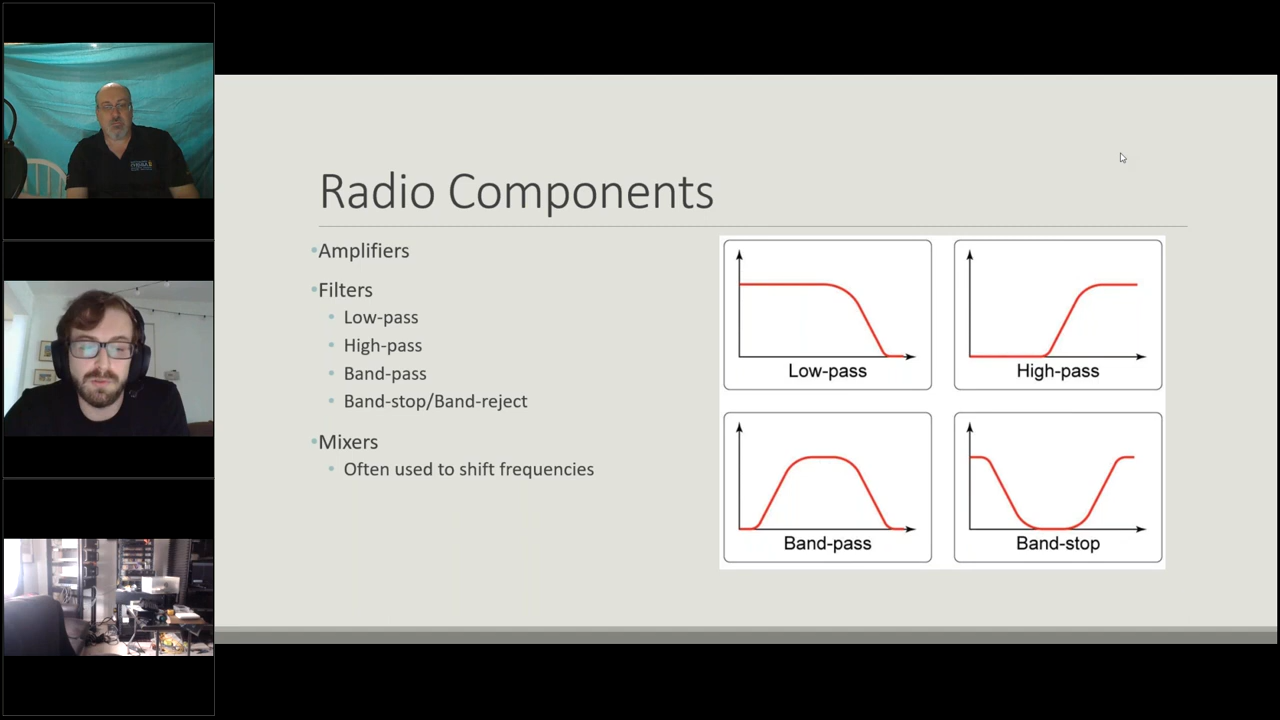 Radio Components
•Amplifiers
•Filters
• Low-pass
• High-pass
• Band-pass
• Band-stop/Band-reject
•Mixers
• Often used to shift frequencies
Low-pass
High-pass
Band-pass
Band-stop